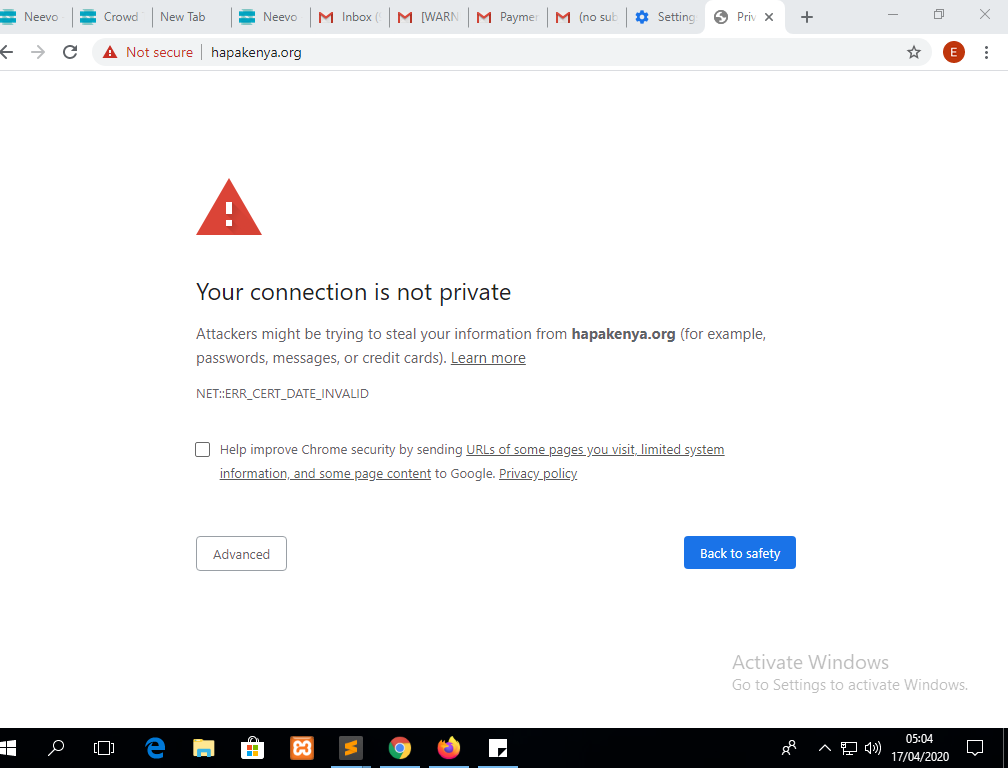 Neevo Crowd New Tab Neevo Inbox ( [WARN Paymer (no sub Setting Priv
Not secure hapakenya.org E
Your connection is not private
Attackers might be trying to steal your information from hapakenya.org (for example,
passwords, messages, or credit cards). Learn more
NET::ERR_CERT_DATE_INVALID
Help improve Chrome security by sending URLs of some pages you visit, limited system
information, and some page content to Google. Privacy policy
Advanced Back to safety
Activate Windows
Go to Settings to activate Windows.
05:04
17/04/2020